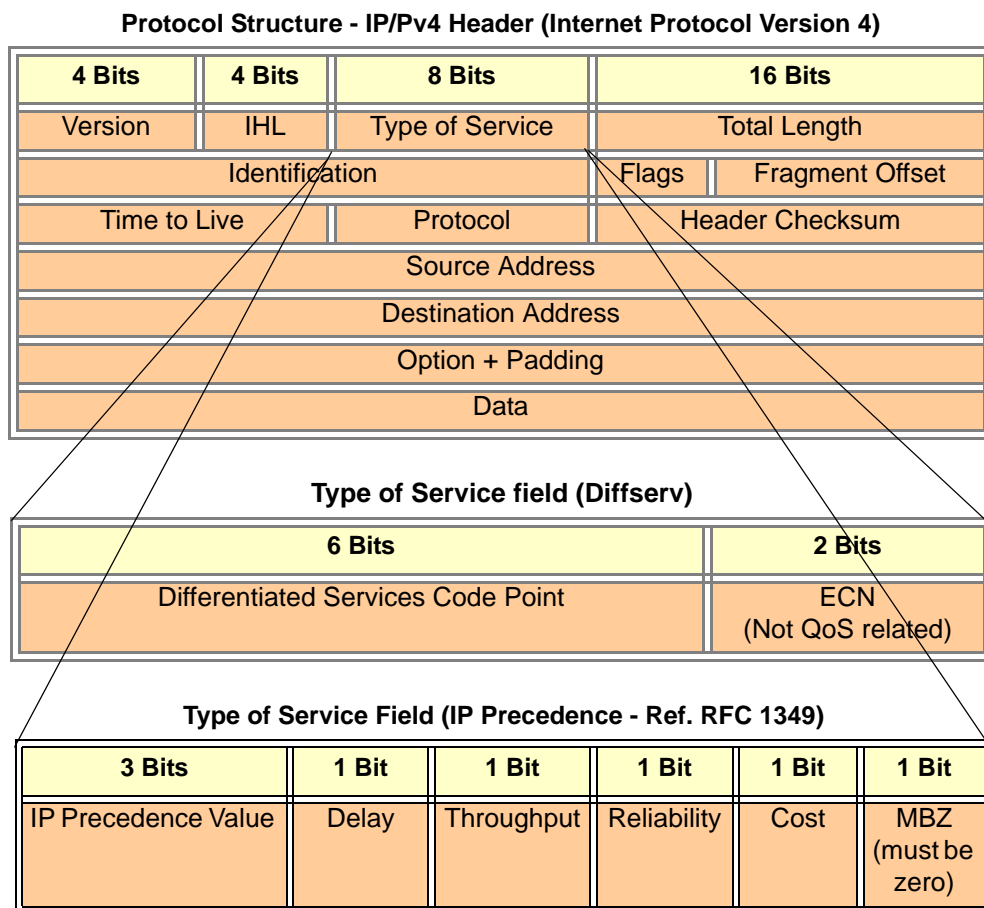 Protocol Structure - IP/Pv4 Header (Internet Protocol Version 4)
4 Bits 4 Bits 8 Bits 16 Bits
Version IHL Type of Service Total Length
Identification Flags Fragment Offset
Time to Live Protocol Header Checksum
Source Address
Destination Address
Option + Padding
Data
Type of Service field (Diffserv)
6 Bits 2 Bits
Differentiated Services Code Point ECN
(Not QoS related)
Type of Service Field (IP Precedence - Ref. RFC 1349)
3 Bits 1 Bit 1 Bit 1 Bit 1 Bit 1 Bit
IP Precedence Value Delay Throughput Reliability Cost MBZ
(must be
zero)